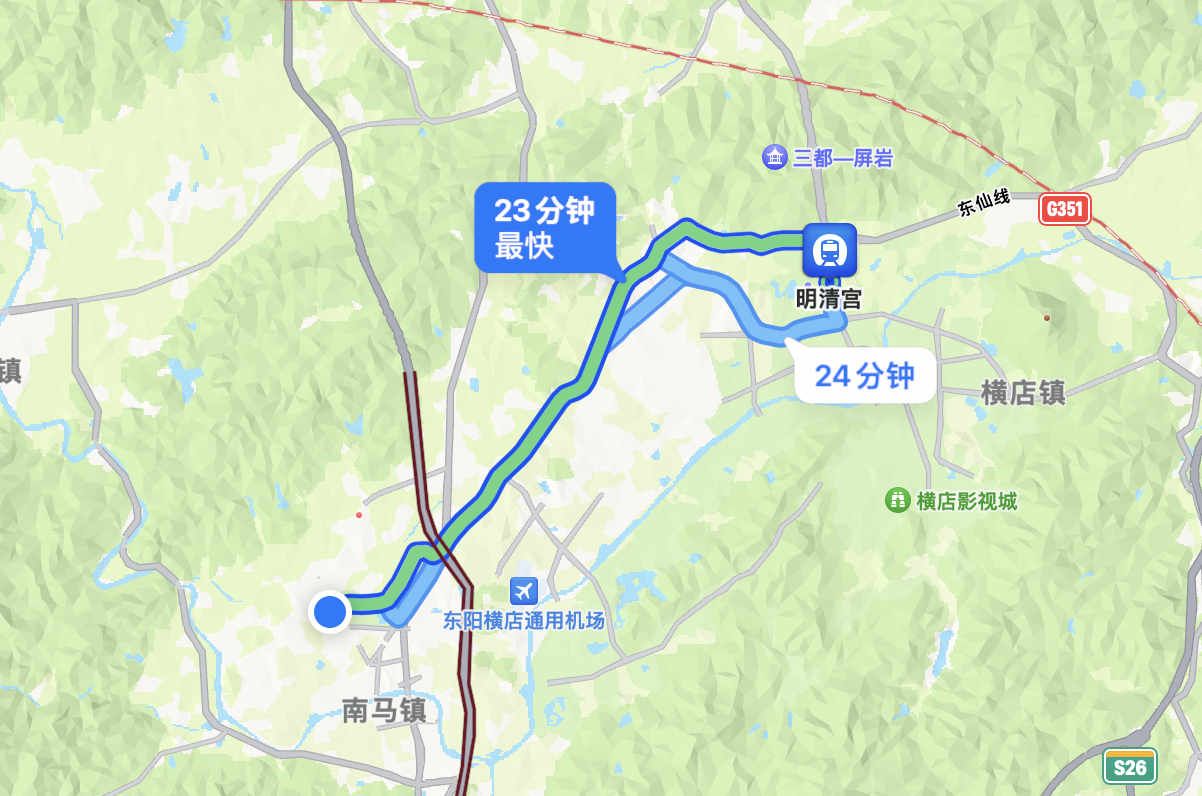 三都—屏岩
东仙线
G351
23分钟
最快
明清宫
镇
24分钟
横店镇
横店影视城
东阳横店通用机场
南马镇
S26